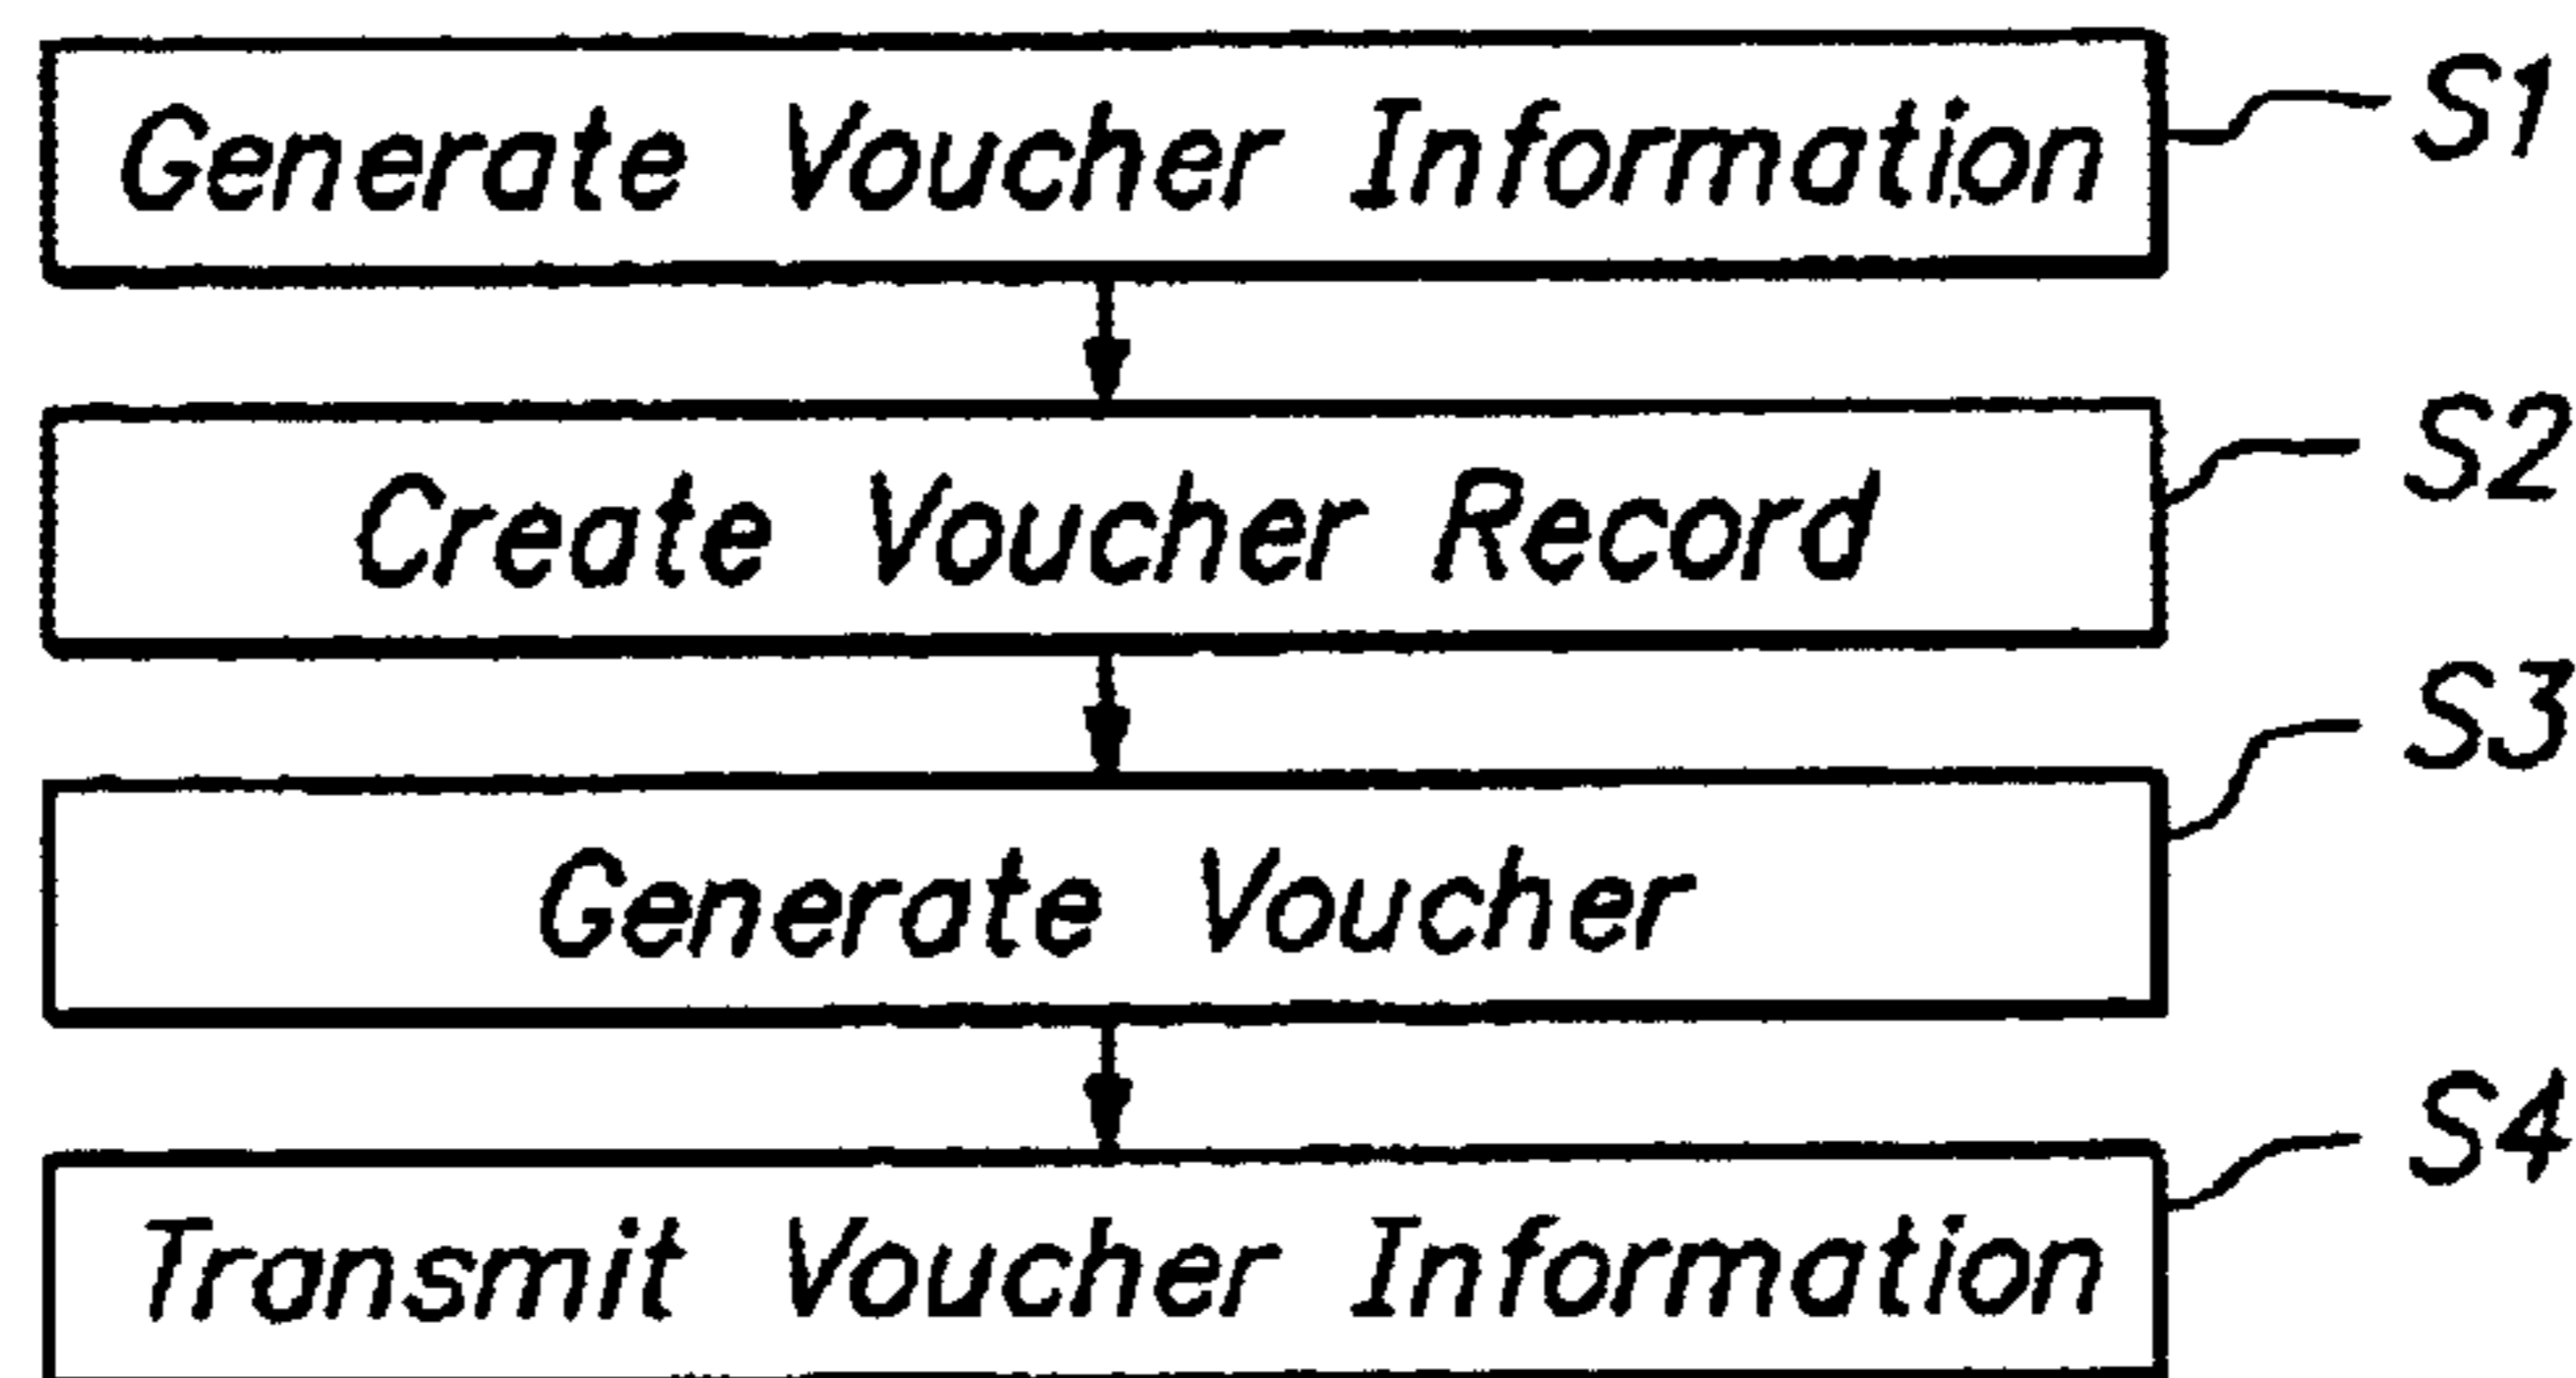 Generate Voucher Information S1
Create Voucher Record S2
S3
Generate Voucher
S4
Transmit Voucher Information